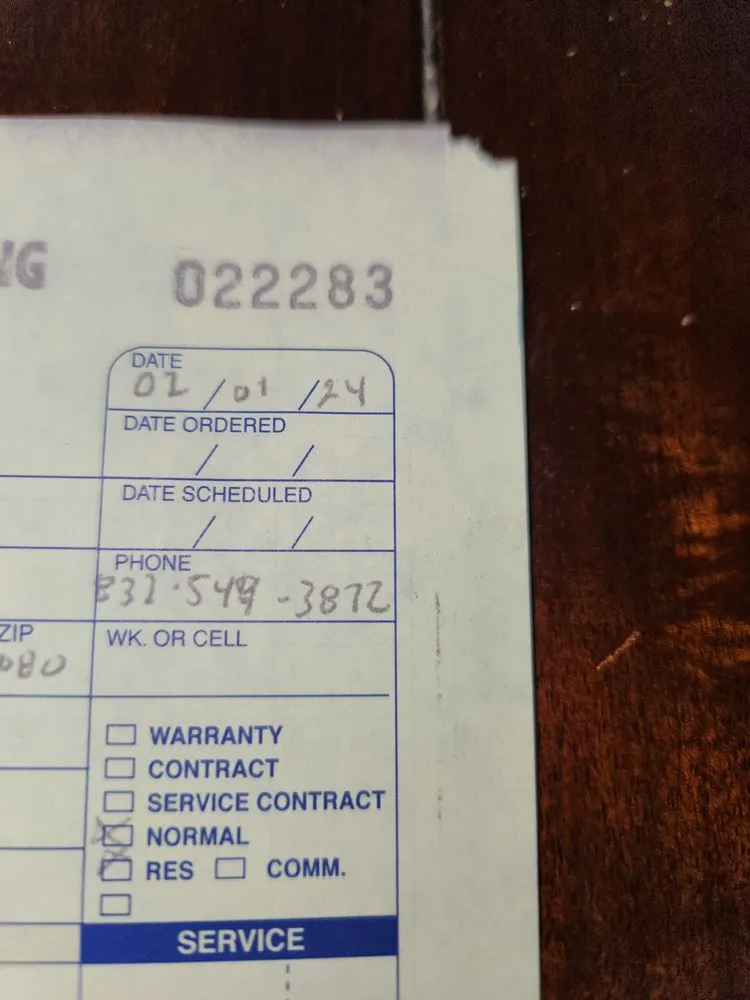 NG 022283
DATE
02 / 01 / 24
DATE ORDERED
/ /
DATE SCHEDULED
/ /
PHONE
832-549-3872
ZIP
080
WK. OR CELL
WARRANTY
CONTRACT
SERVICE CONTRACT
NORMAL
RES COMM.
SERVICE